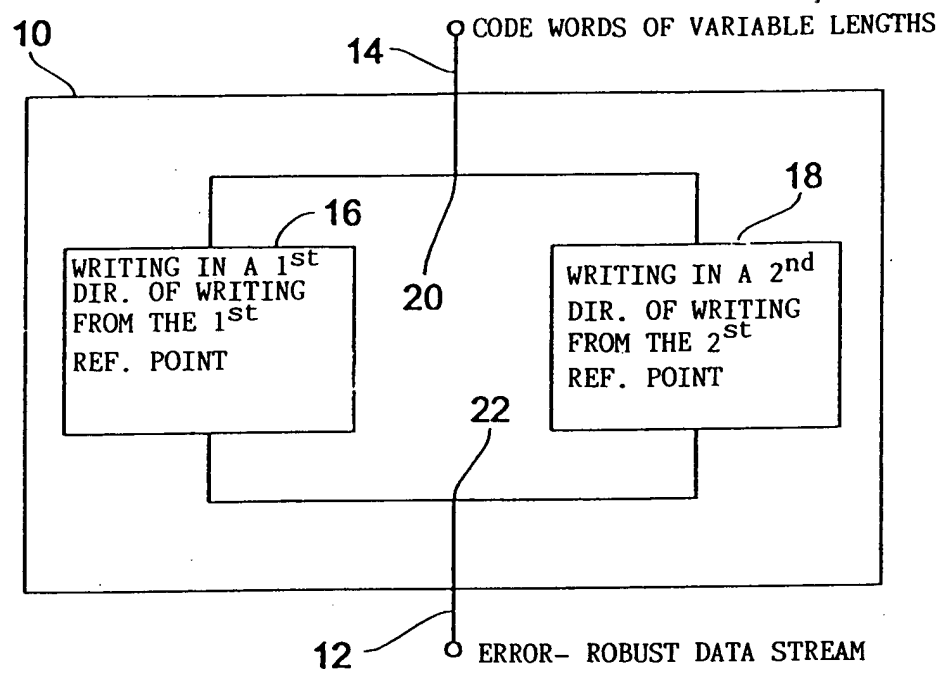 10
14
CODE WORDS OF VARIABLE LENGTHS
16
18
WRITING IN A 1st
DIR. OF WRITING
FROM THE 1st
REF. POINT
20
WRITING IN A 2nd
DIR. OF WRITING
FROM THE 2st
REF. POINT
22
12
ERROR- ROBUST DATA STREAM